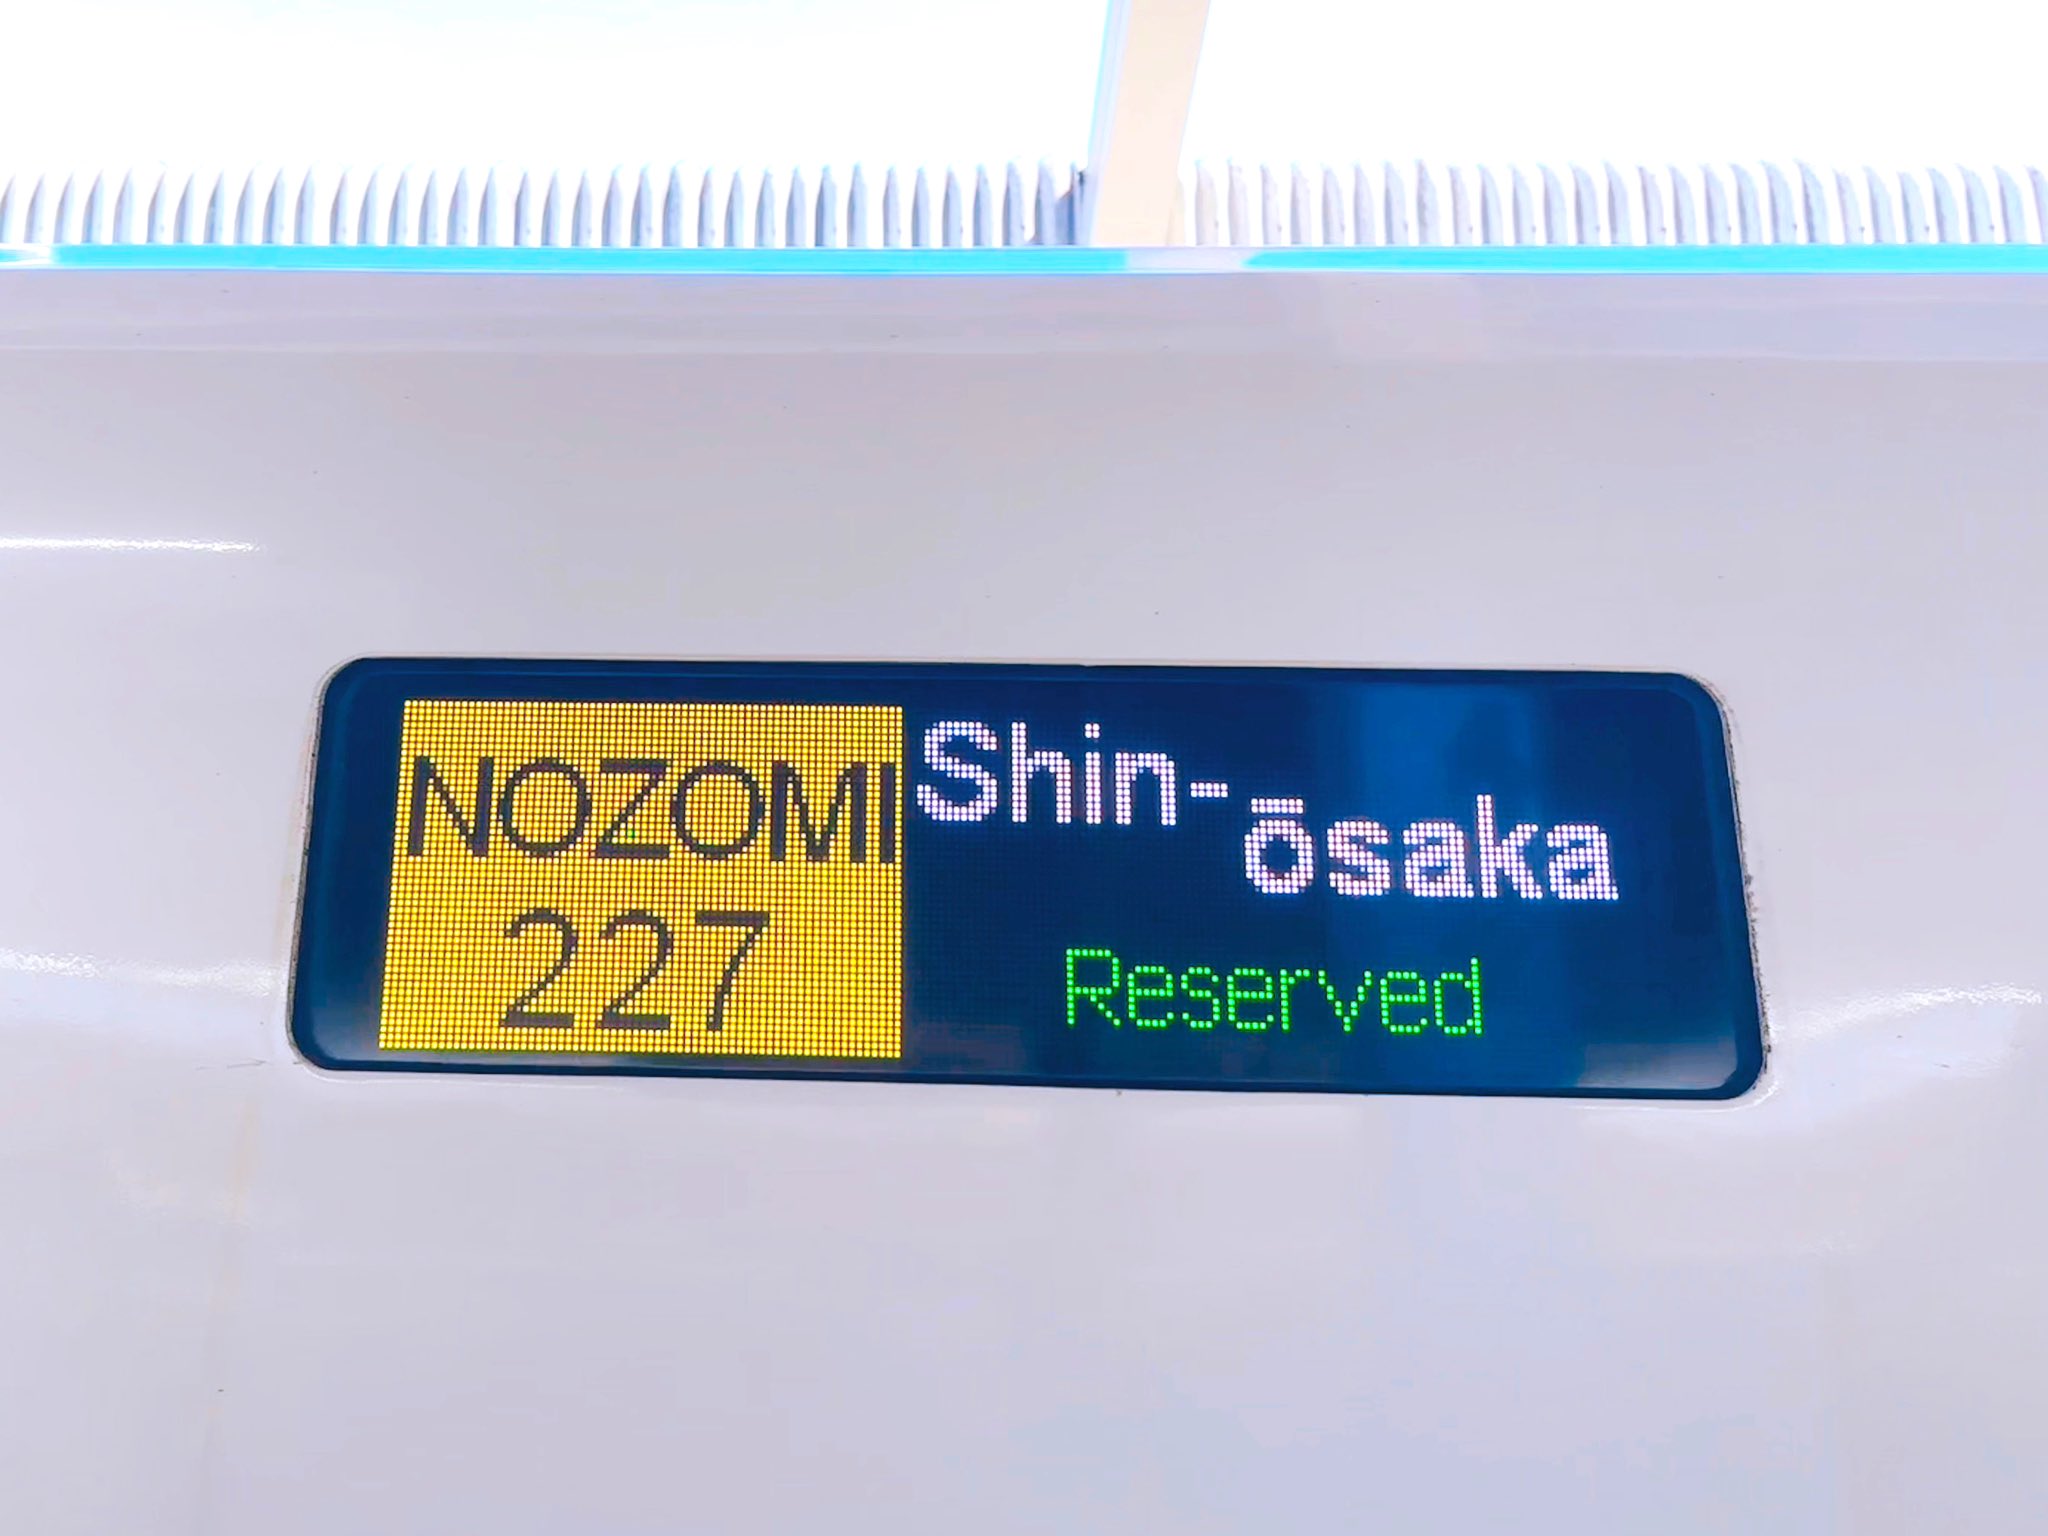 NOZOMI
227
Shin-
ōsaka
Reserved